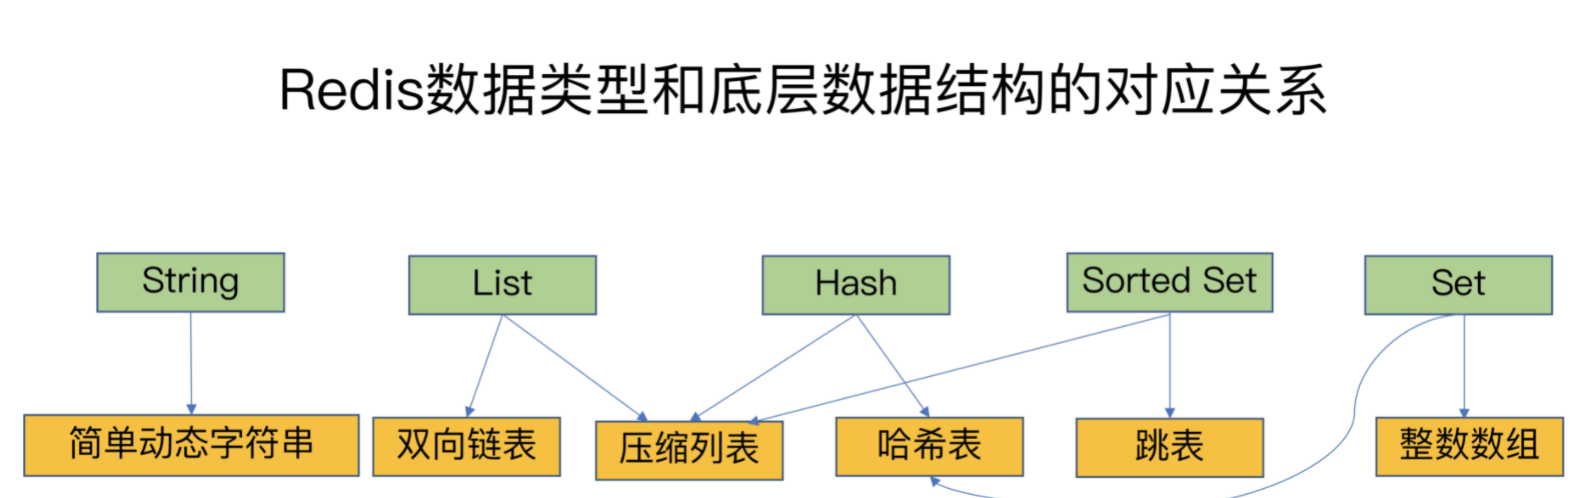 Redis数据类型和底层数据结构的对应关系
String
List
Hash
Sorted Set
Set
简单动态字符串
双向链表
压缩列表
哈希表
跳表
整数数组